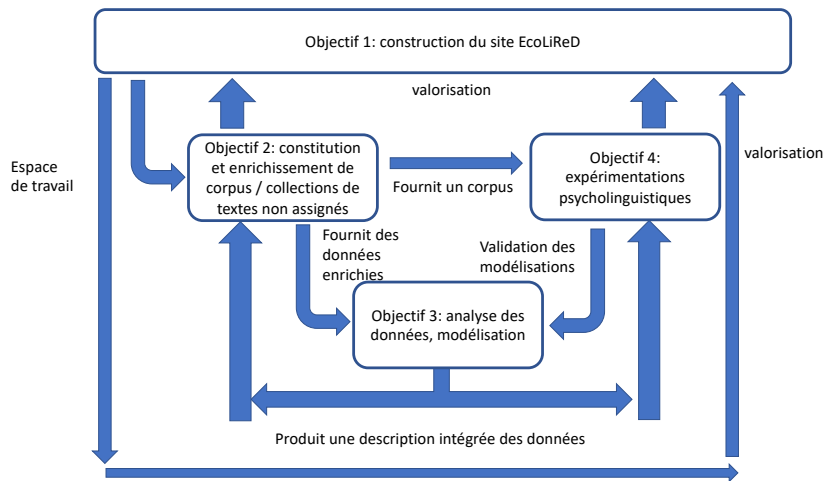 Objectif 1: construction du site EcoLiReD
valorisation
Espace
de travail
Objectif 2: constitution
et enrichissement de
corpus / collections de
textes non assignés
Fournit un corpus
Objectif 4:
expérimentations
psycholinguistiques
valorisation
Fournit des
données
enrichies
Validation des
modélisations
Objectif 3: analyse des
données, modélisation
Produit une description intégrée des données